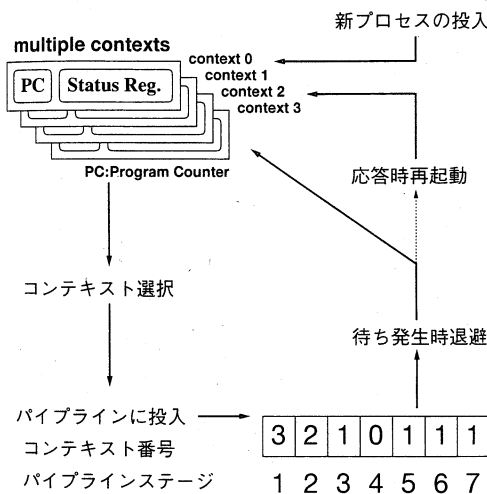 新プロセスの投入
multiple contexts
context 0
context 1
context 2
context 3
PC
Status Reg.
PC:Program Counter
応答時再起動
コンテキスト選択
待ち発生時退避
パイプラインに投入
コンテキスト番号
3 2 1 0 1 1 1
パイプラインステージ
1 2 3 4 5 6 7